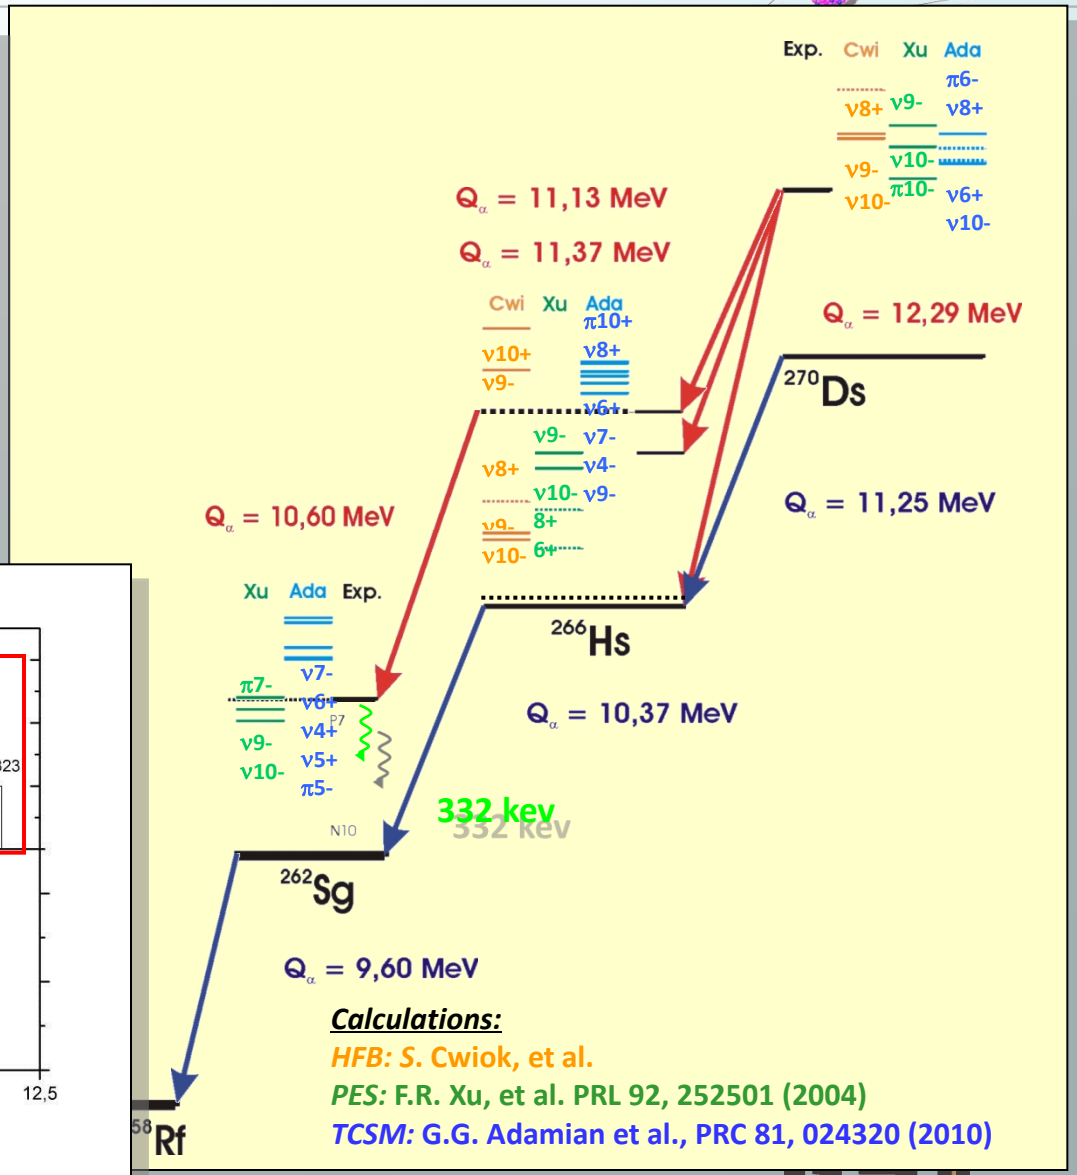 Exp. Cwi Xu Ada
π6-
ν8+ ν9- ν8+
ν9- ν10-
ν10- π10- ν6+
ν10-
Qα = 11,13 MeV
Qα = 11,37 MeV
Qα = 12,29 MeV
Cwi Xu Ada
π10+
ν10+ ν8+
ν9-
ν6+
ν9- ν7-
ν8+ ν4-
ν10- ν9-
ν9- 8+
ν10- 6+
270Ds
Qα = 11,25 MeV
Qα = 10,60 MeV
266Hs
Xu Ada Exp.
ν7-
π7- ν6+
P7
ν9- ν4+
ν10- ν5+
π5-
Qα = 10,37 MeV
332 kev
332 kev
N10
262Sg
Qα = 9,60 MeV
323
12,5
58Rf
Calculations:
HFB: S. Cwiok, et al.
PES: F.R. Xu, et al. PRL 92, 252501 (2004)
TCSM: G.G. Adamian et al., PRC 81, 024320 (2010)